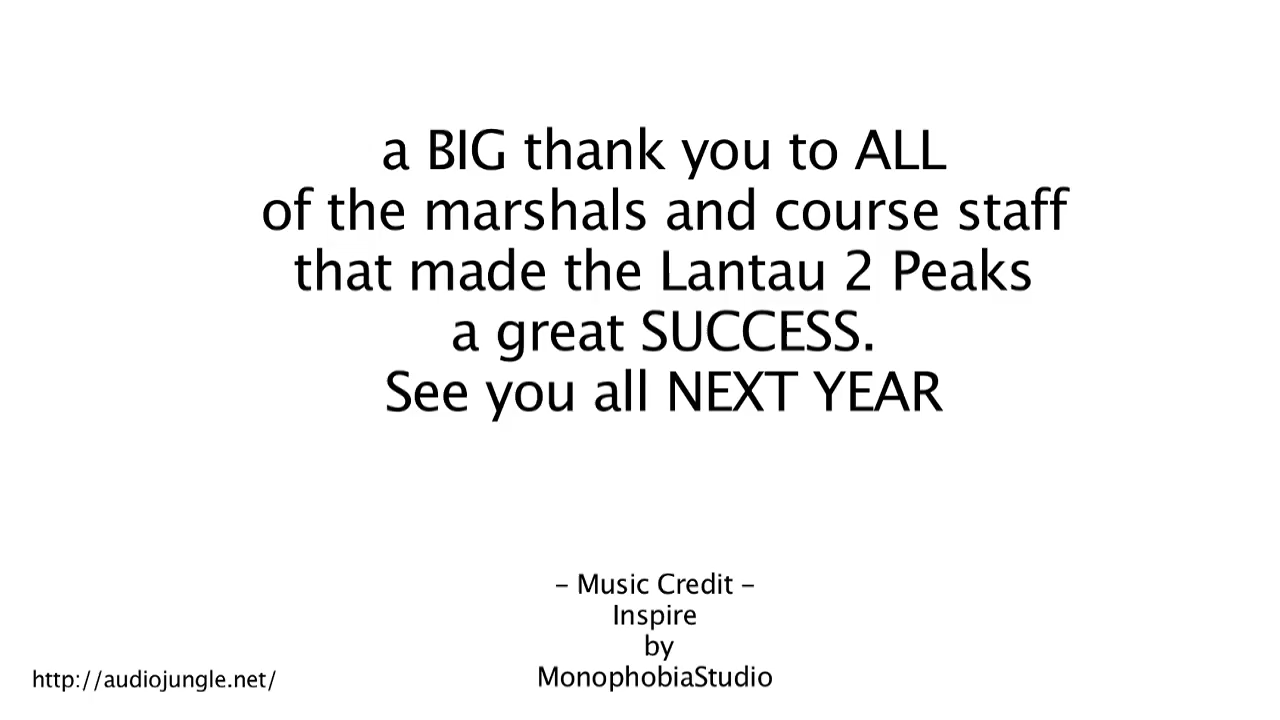 a BIG thank you to ALL
of the marshals and course staff
that made the Lantau 2 Peaks
a great SUCCESS.
See you all NEXT YEAR
– Music Credit –
Inspire
by
MonophobiaStudio
http://audiojungle.net/